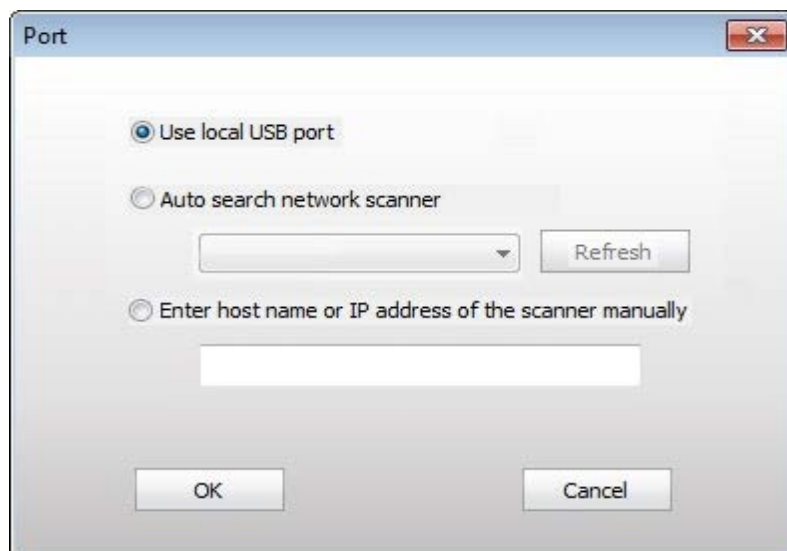 Port
Use local USB port
Auto search network scanner
Refresh
Enter host name or IP address of the scanner manually
OK
Cancel